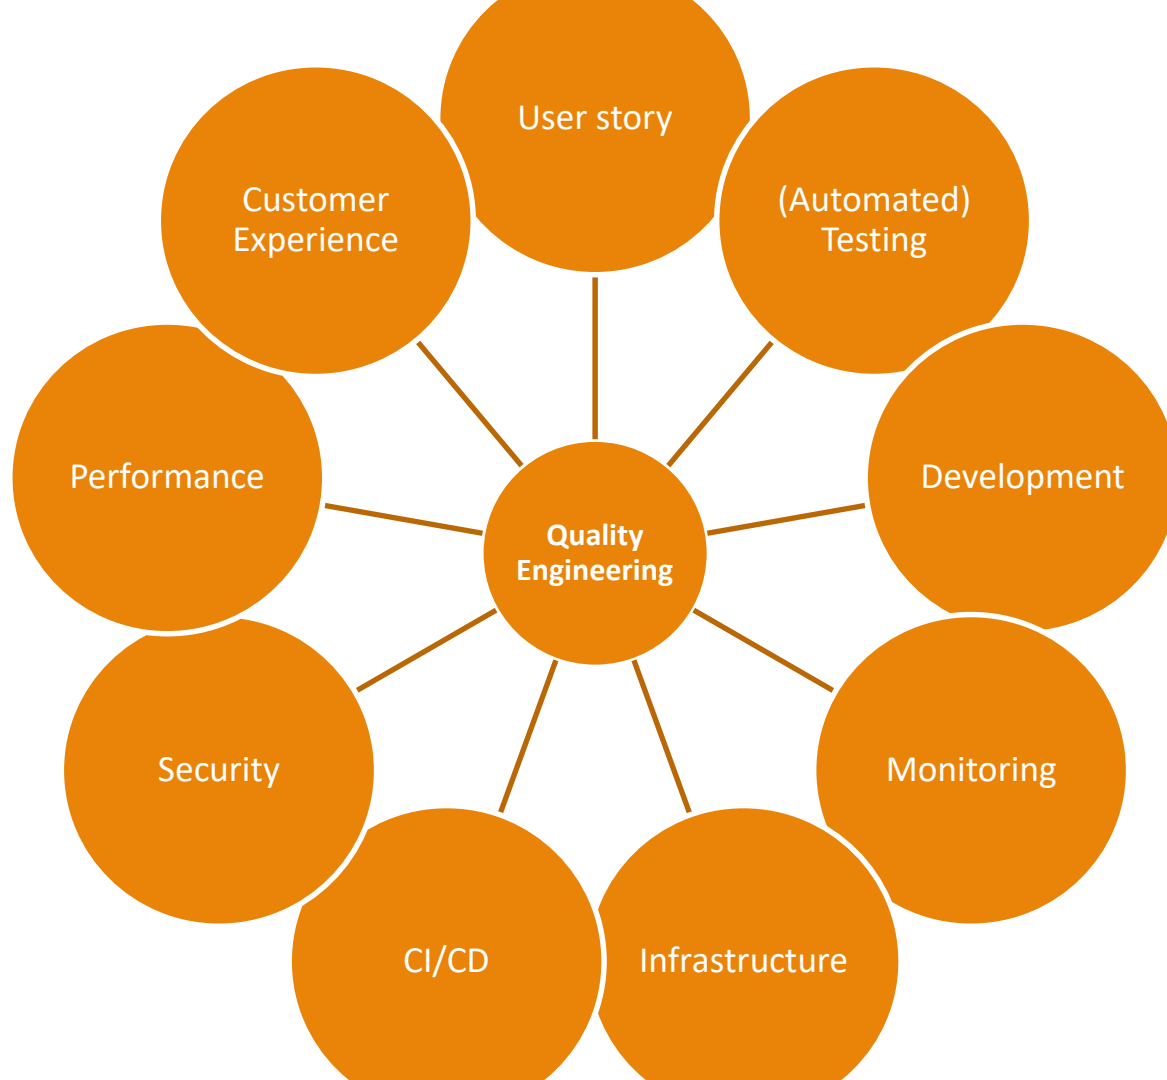 User story
Customer
Experience
(Automated)
Testing
Performance
Development
Quality
Engineering
Security
Monitoring
CI/CD
Infrastructure